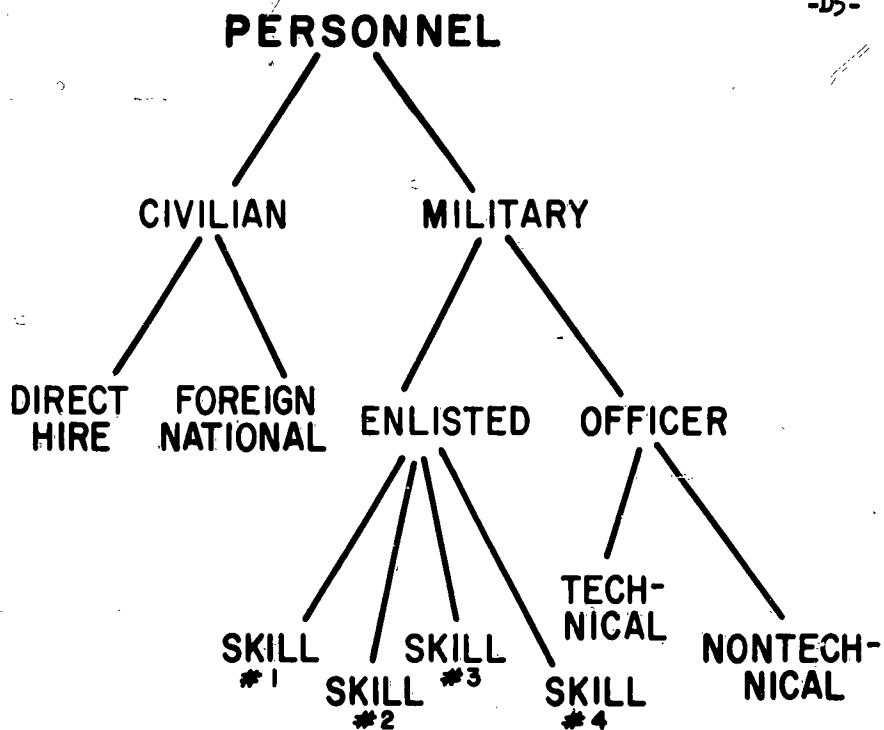 -D5-
PERSONNEL
CIVILIAN
MILITARY
DIRECT
HIRE
FOREIGN
NATIONAL
ENLISTED
OFFICER
SKILL
#1
SKILL
#2
SKILL
#3
SKILL
#4
TECH-
NICAL
NONTECH-
NICAL